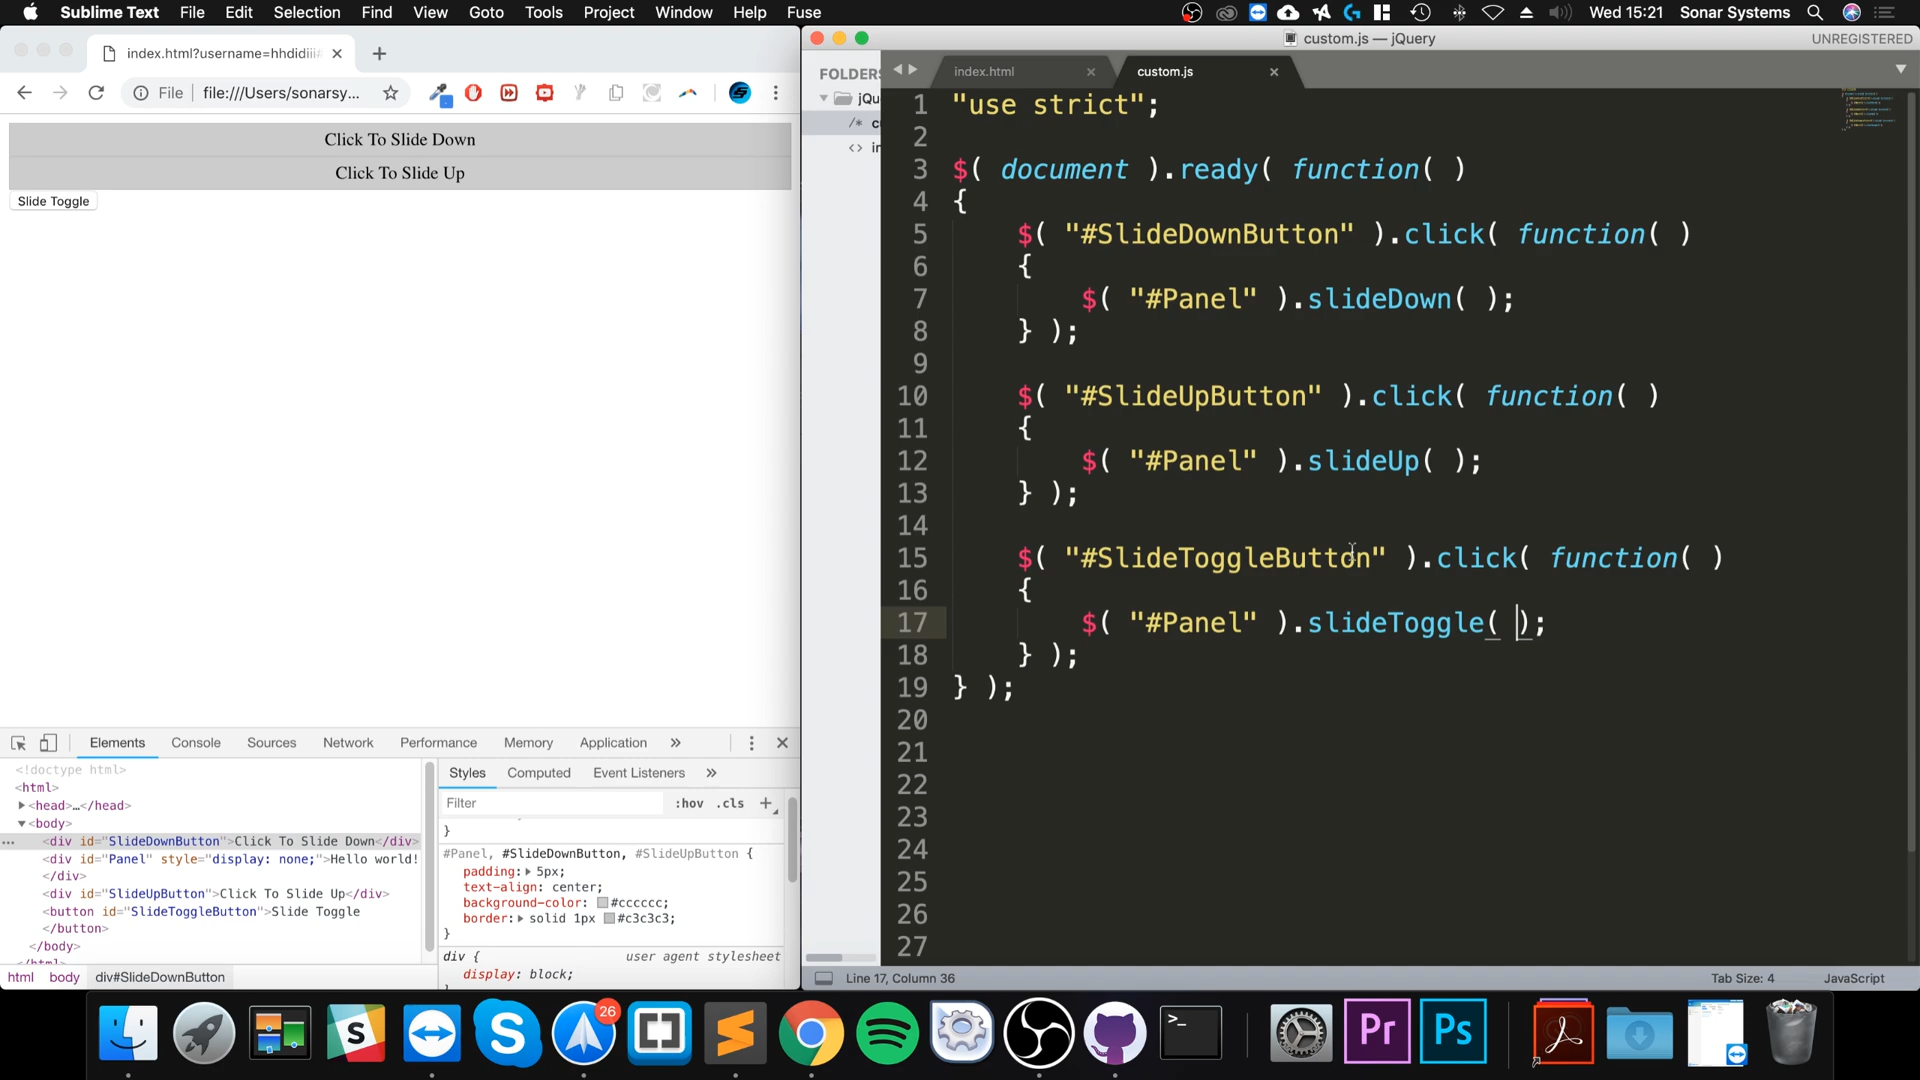 Sublime Text File Edit Selection Find View Goto Tools Project Window Help Fuse Wed 15:21 Sonar Systems
index.html?username=hhdidiii
File file:///Users/sonarsy...
Click To Slide Down
Click To Slide Up
Slide Toggle
Elements Console Sources Network Performance Memory Application »
<!doctype html>
<html>
<head>…</head>
<body>
<div id="SlideDownButton">Click To Slide Down</div>
<div id="Panel" style="display: none;">Hello world!
</div>
<div id="SlideUpButton">Click To Slide Up</div>
<button id="SlideToggleButton">Slide Toggle
</button>
</body>
</html>
html body div#SlideDownButton
Styles Computed Event Listeners »
Filter :hov .cls +
}
#Panel, #SlideDownButton, #SlideUpButton {
padding: 5px;
text-align: center;
background-color: #cccccc;
border: solid 1px #c3c3c3;
}
div { user agent stylesheet
display: block;
custom.js — jQuery UNREGISTERED
FOLDERS
jQu
/* cu
<> in
index.html custom.js
1 "use strict";
2
3 $( document ).ready( function( )
4 {
5 $( "#SlideDownButton" ).click( function( )
6 {
7 $( "#Panel" ).slideDown( );
8 } );
9
10 $( "#SlideUpButton" ).click( function( )
11 {
12 $( "#Panel" ).slideUp( );
13 } );
14
15 $( "#SlideToggleButton" ).click( function( )
16 {
17 $( "#Panel" ).slideToggle( );
18 } );
19 } );
20
21
22
23
24
25
26
27
Line 17, Column 36 Tab Size: 4 JavaScript
26
Pr
Ps